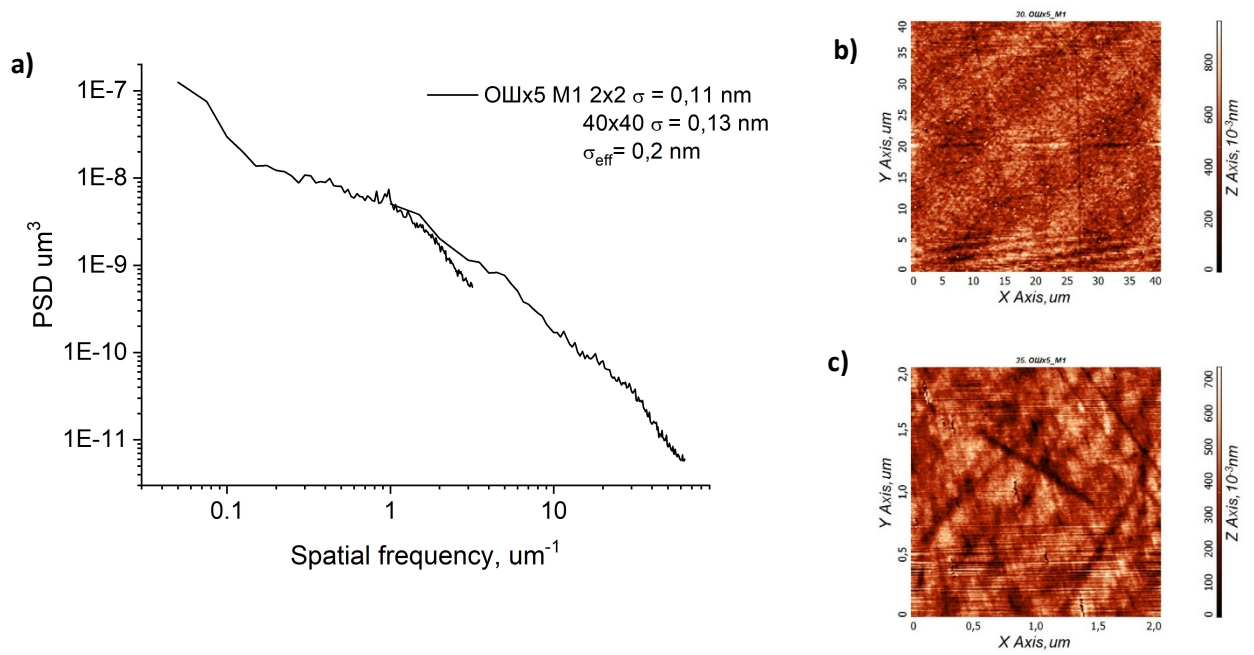 a)
ОШх5 М1 2x2 σ = 0,11 nm
40x40 σ = 0,13 nm
σeff= 0,2 nm
1E-7
1E-8
1E-9
1E-10
1E-11
PSD um³
0.1 1 10
Spatial frequency, um⁻¹
b)
30. ОШх5_М1
40
35
30
25
20
15
10
5
0
Y Axis, um
0 5 10 15 20 25 30 35 40
X Axis, um
800
600
400
200
0
Z Axis, 10⁻³nm
c)
35. ОШх5_М1
2,0
1,5
1,0
0,5
0
Y Axis, um
0 0,5 1,0 1,5 2,0
X Axis, um
700
600
500
400
300
200
100
0
Z Axis, 10⁻³nm